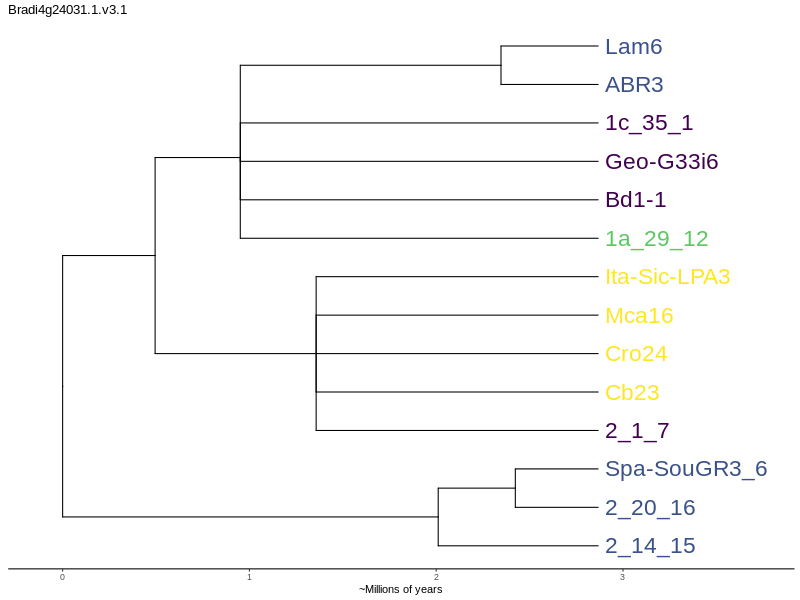 Bradi4g24031.1.v3.1
Lam6
ABR3
1c_35_1
Geo-G33i6
Bd1-1
1a_29_12
Ita-Sic-LPA3
Mca16
Cro24
Cb23
2_1_7
Spa-SouGR3_6
2_20_16
2_14_15
0 1 2 3
~Millions of years